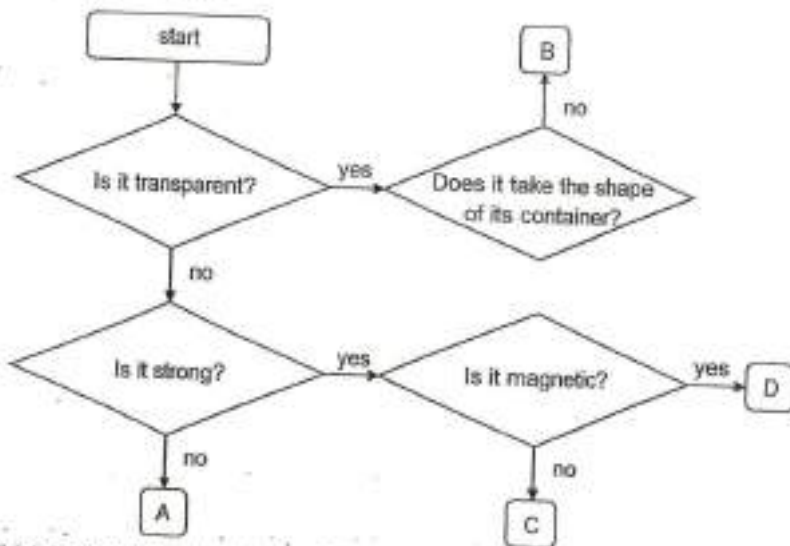 start
B
no
Is it transparent?
yes
Does it take the shape
of its container?
no
Is it strong?
yes
Is it magnetic?
yes
D
no
A
no
C